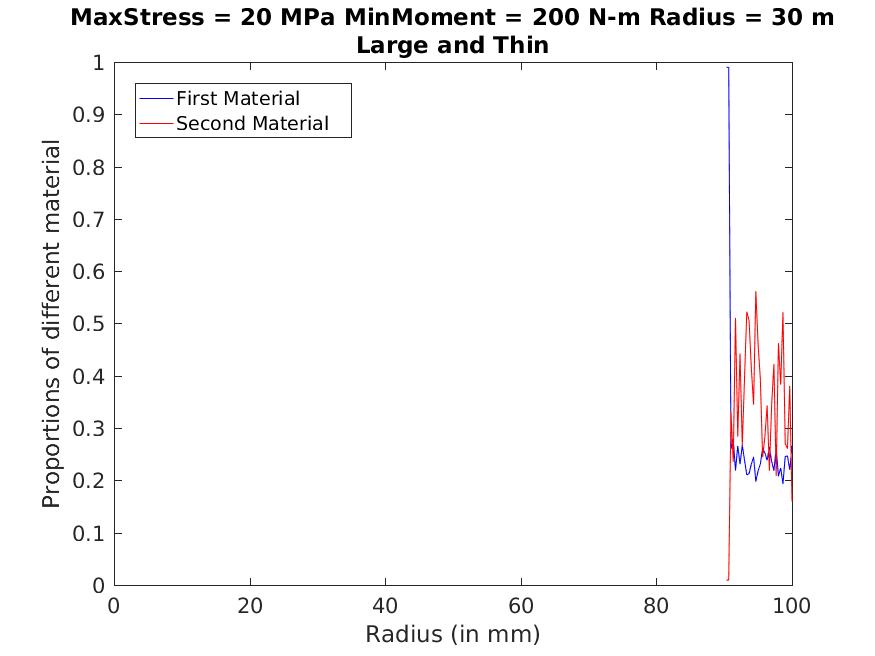 MaxStress = 20 MPa MinMoment = 200 N-m Radius = 30 m
Large and Thin
1
0.9
0.8
0.7
0.6
0.5
0.4
0.3
0.2
0.1
0
First Material
Second Material
Proportions of different material
0
20
40
60
80
100
Radius (in mm)